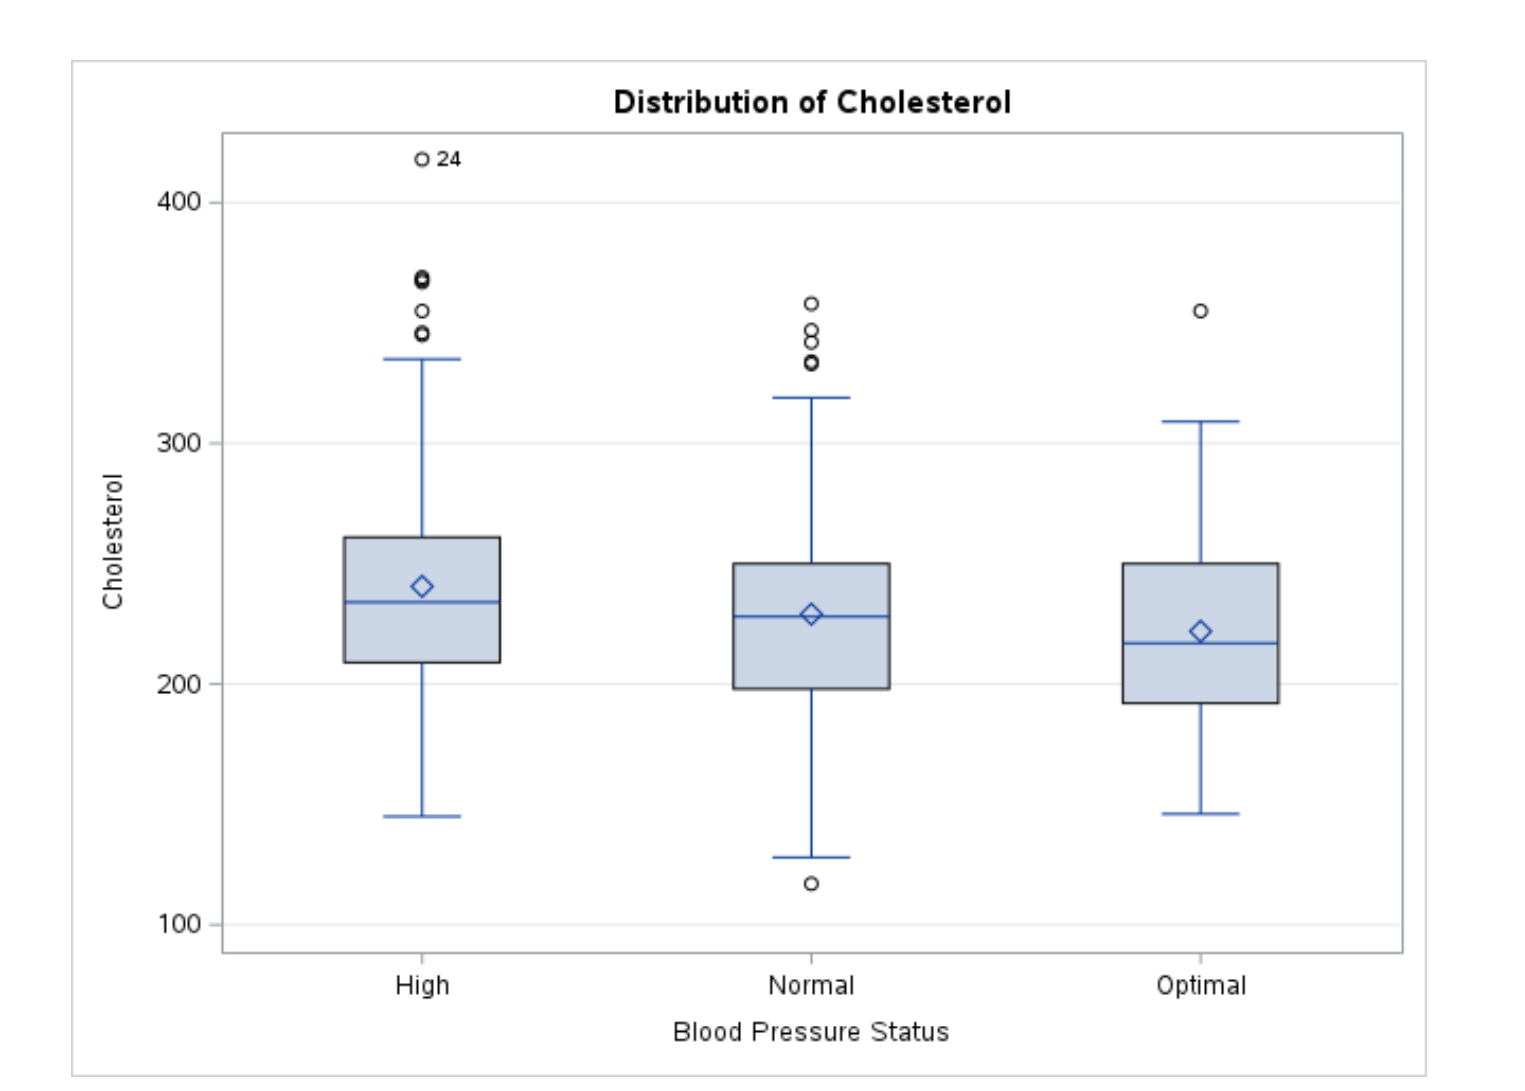 Distribution of Cholesterol
24
400
300
200
100
Cholesterol
High Normal Optimal
Blood Pressure Status